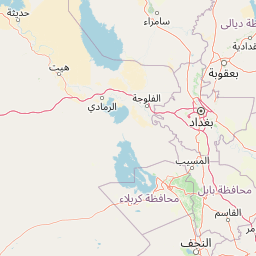 حديثة
سامراء
محافظة ديالى
هيت
بعقوبة
الرمادي
الفلوجة
بغداد
المسيب
محافظة بابل
محافظة كربلاء
القاسم
النجف